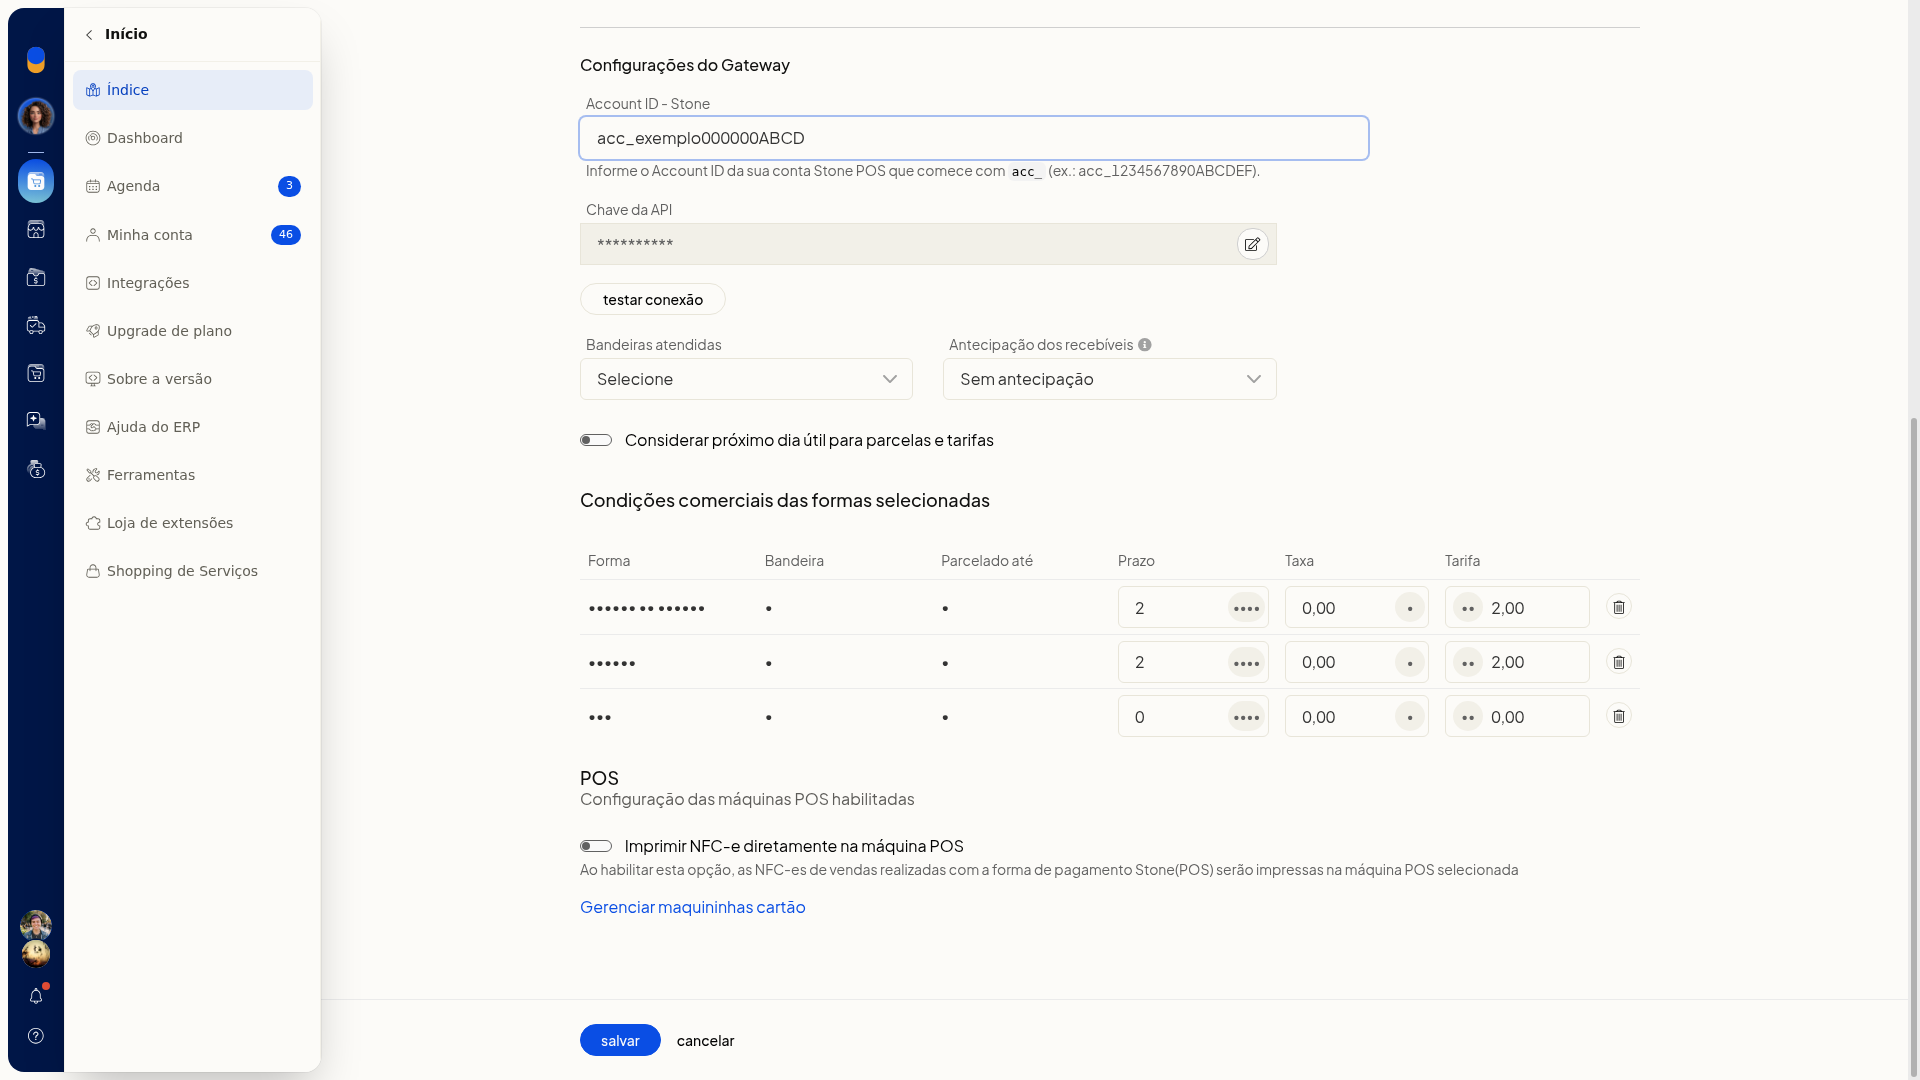 Início
Índice
Dashboard
Agenda 3
Minha conta 46
Integrações
Upgrade de plano
Sobre a versão
Ajuda do ERP
Ferramentas
Loja de extensões
Shopping de Serviços
Configurações do Gateway
Account ID - Stone
acc_exemplo000000ABCD
Informe o Account ID da sua conta Stone POS que comece com acc_ (ex.: acc_1234567890ABCDEF).
Chave da API
**********
testar conexão
Bandeiras atendidas Antecipação dos recebíveis
Selecione Sem antecipação
Considerar próximo dia útil para parcelas e tarifas
Condições comerciais das formas selecionadas
Forma Bandeira Parcelado até Prazo Taxa Tarifa
•••••• •• •••••• • • 2 •••• 0,00 • •• 2,00
•••••• • • 2 •••• 0,00 • •• 2,00
••• • • 0 •••• 0,00 • •• 0,00
POS
Configuração das máquinas POS habilitadas
Imprimir NFC-e diretamente na máquina POS
Ao habilitar esta opção, as NFC-es de vendas realizadas com a forma de pagamento Stone(POS) serão impressas na máquina POS selecionada
Gerenciar maquininhas cartão
salvar cancelar